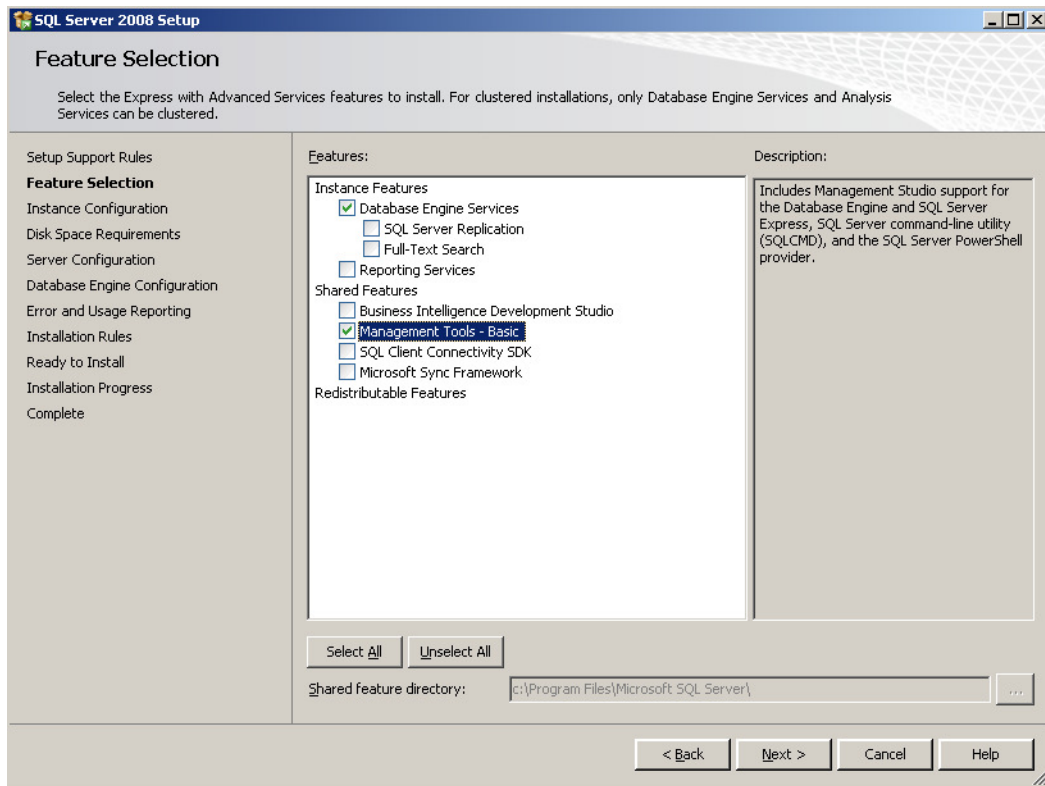 SQL Server 2008 Setup
Feature Selection
Select the Express with Advanced Services features to install. For clustered installations, only Database Engine Services and Analysis
Services can be clustered.
Setup Support Rules
Feature Selection
Instance Configuration
Disk Space Requirements
Server Configuration
Database Engine Configuration
Error and Usage Reporting
Installation Rules
Ready to Install
Installation Progress
Complete
Features:
Instance Features
Database Engine Services
SQL Server Replication
Full-Text Search
Reporting Services
Shared Features
Business Intelligence Development Studio
Management Tools - Basic
SQL Client Connectivity SDK
Microsoft Sync Framework
Redistributable Features
Description:
Includes Management Studio support for
the Database Engine and SQL Server
Express, SQL Server command-line utility
(SQLCMD), and the SQL Server PowerShell
provider.
Select All
Unselect All
Shared feature directory:
c:\Program Files\Microsoft SQL Server\
...
< Back
Next >
Cancel
Help